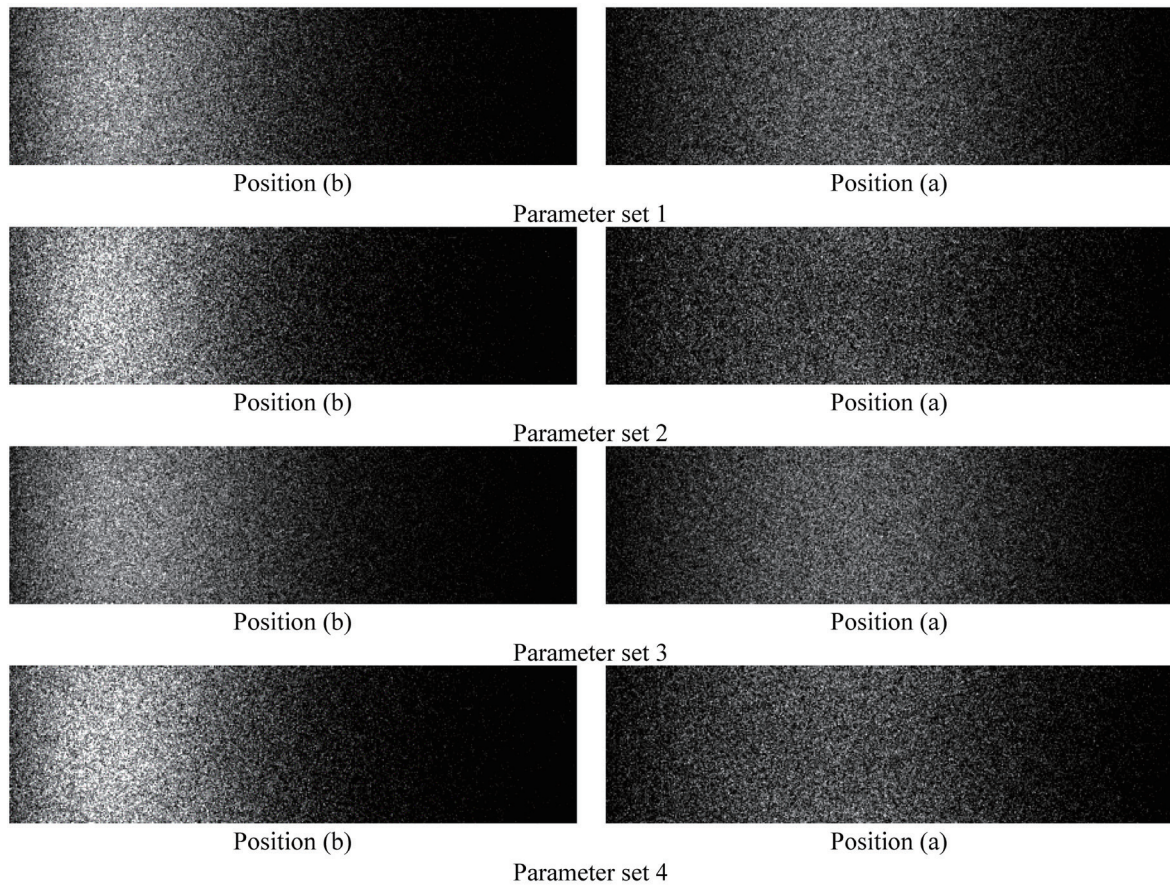 Position (b) Position (a)
Parameter set 1
Position (b) Position (a)
Parameter set 2
Position (b) Position (a)
Parameter set 3
Position (b) Position (a)
Parameter set 4